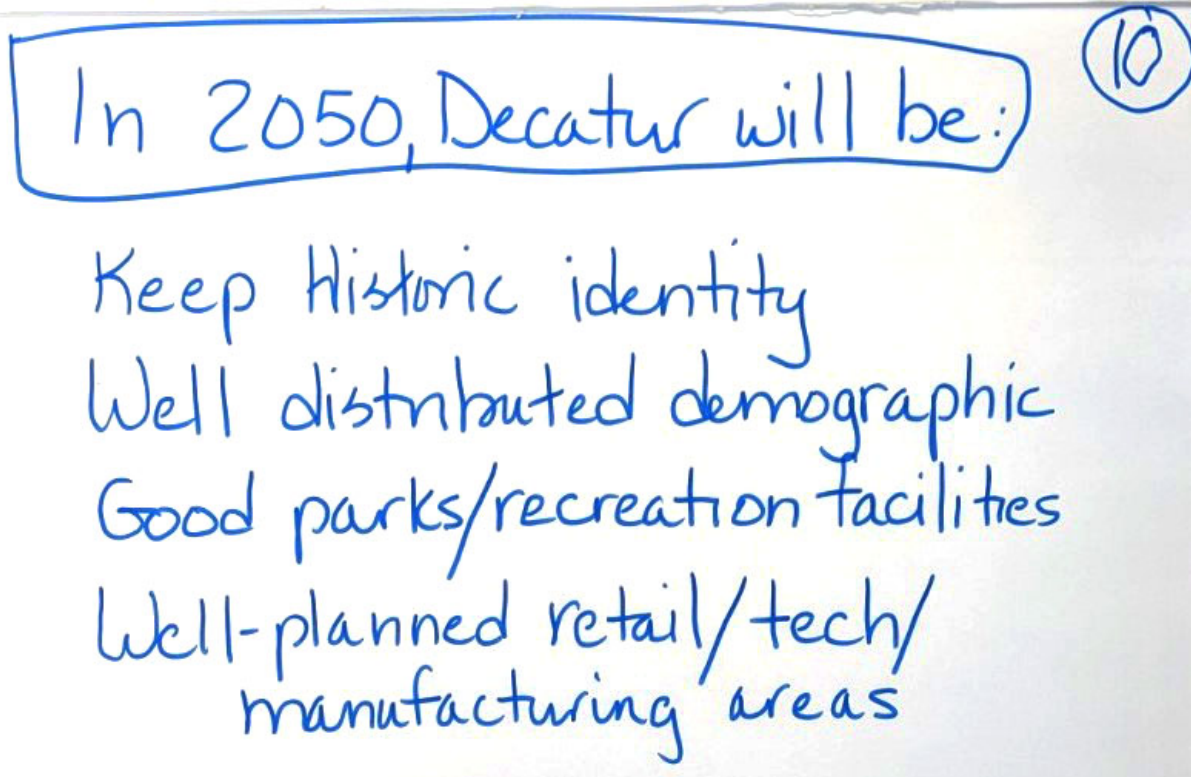 In 2050, Decatur will be:
10
Keep Historic identity
Well distributed demographic
Good parks/recreation facilities
Well-planned retail/tech/
manufacturing areas